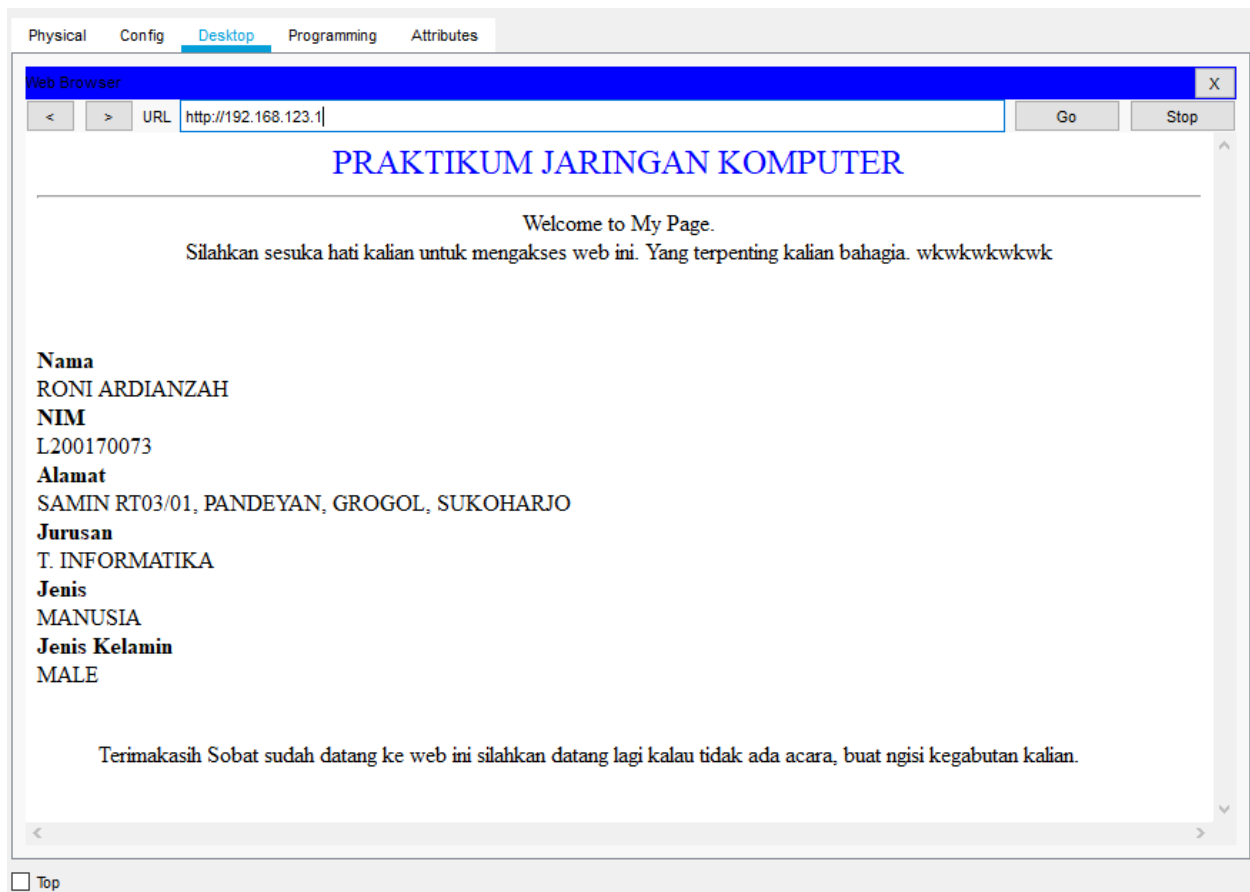 Physical Config Desktop Programming Attributes
Web Browser X
< > URL http://192.168.123.1 Go Stop
PRAKTIKUM JARINGAN KOMPUTER
Welcome to My Page.
Silahkan sesuka hati kalian untuk mengakses web ini. Yang terpenting kalian bahagia. wkwkwkwkwk
Nama
RONI ARDIANZAH
NIM
L200170073
Alamat
SAMIN RT03/01, PANDEYAN, GROGOL, SUKOHARJO
Jurusan
T. INFORMATIKA
Jenis
MANUSIA
Jenis Kelamin
MALE
Terimakasih Sobat sudah datang ke web ini silahkan datang lagi kalau tidak ada acara, buat ngisi kegabutan kalian.
Top